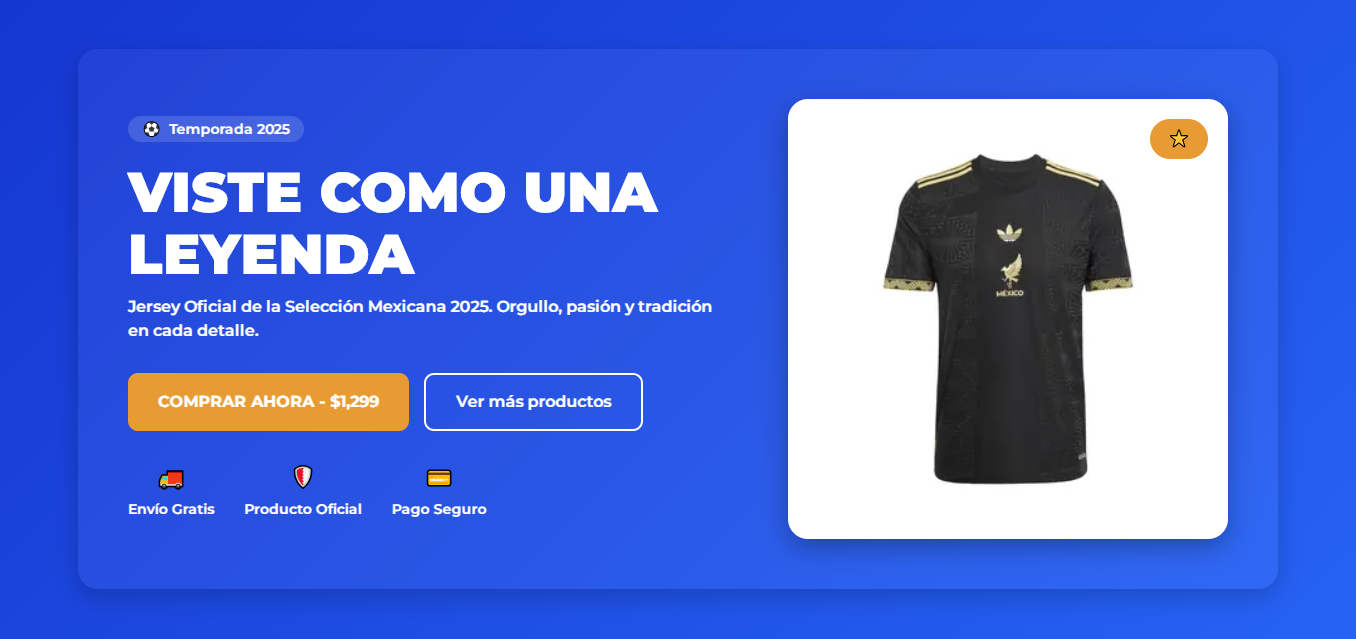 Temporada 2025
VISTE COMO UNA
LEYENDA
Jersey Oficial de la Selección Mexicana 2025. Orgullo, pasión y tradición
en cada detalle.
COMPRAR AHORA - $1,299
Ver más productos
Envío Gratis
Producto Oficial
Pago Seguro
MÉXICO